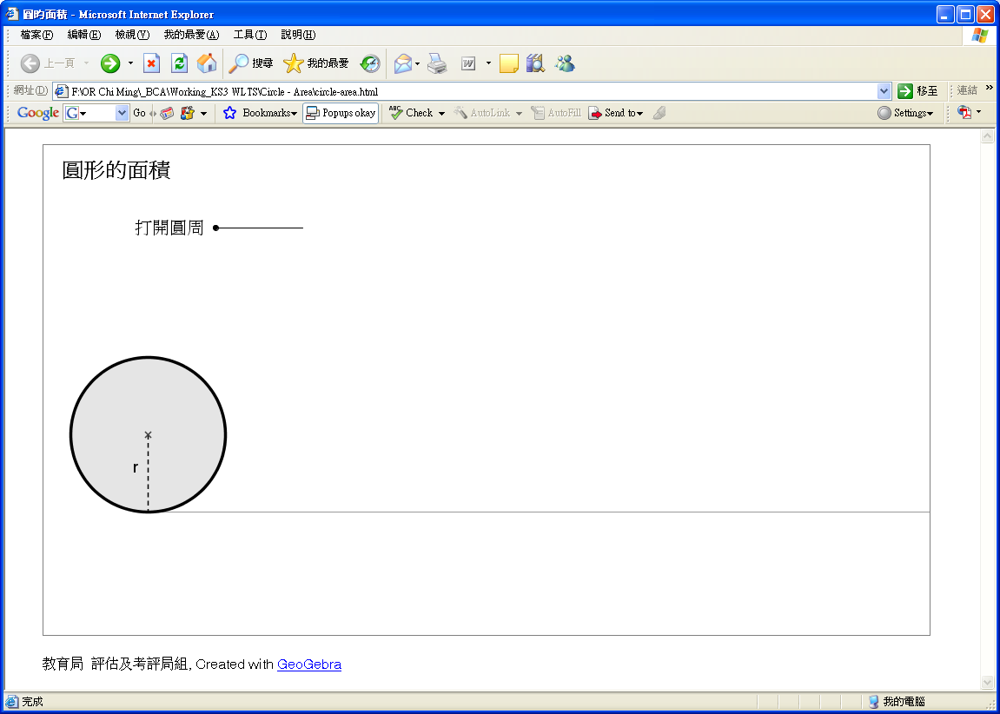 圓的面積 - Microsoft Internet Explorer
檔案(F) 編輯(E) 檢視(V) 我的最愛(A) 工具(T) 說明(H)
上一頁 搜尋 我的最愛
網址(D) F:\OR Chi Ming\_BCA\Working_KS3 WLTS\Circle - Area\circle-area.html 移至 連結 »
Google G Go Bookmarks Popups okay ABC Check AutoLink AutoFill Send to Settings
圓形的面積
打開圓周
r
教育局 評估及考評局組, Created with GeoGebra
完成 我的電腦